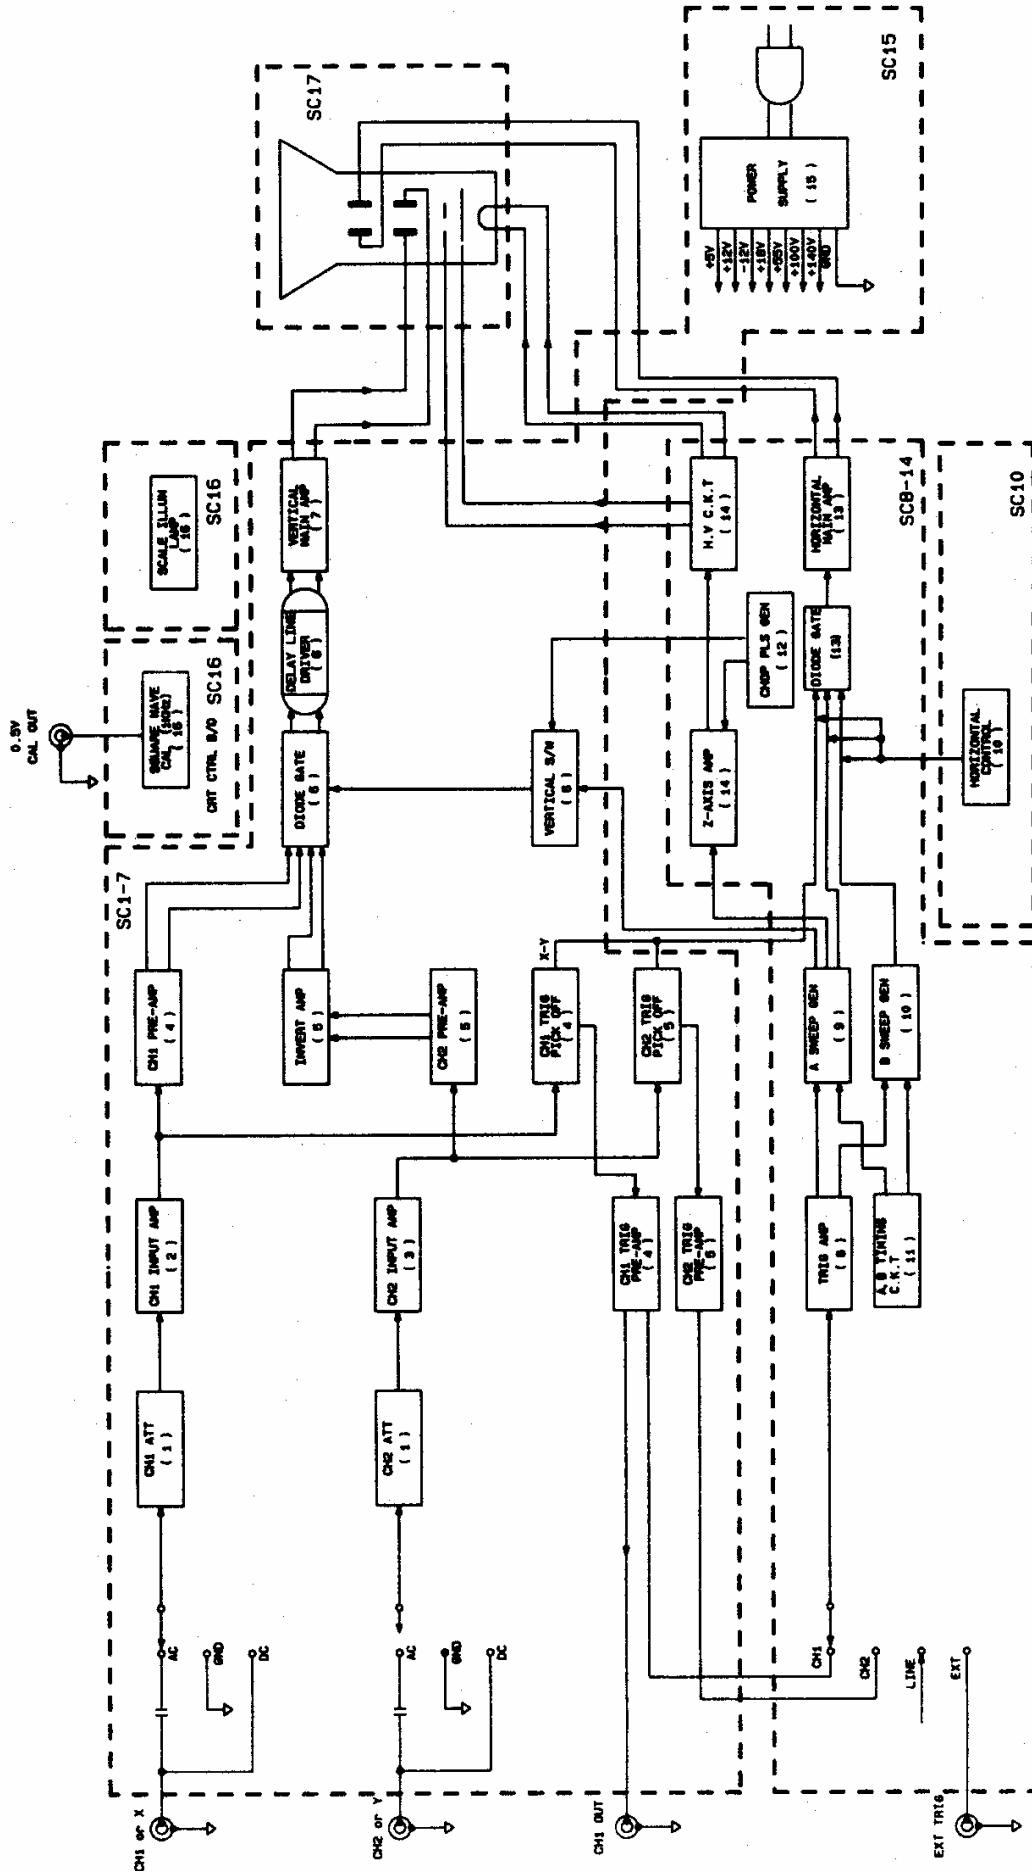 0.5V
CAL OUT
SCALE ILLUN
LAMP
( 16 )
SC16
SQUARE WAVE
CAL (1KHZ)
( 16 )
CRT CTRL B/D
SC16
SC17
SC15
POWER
SUPPLY
( 15 )
+5V
+12V
-12V
+18V
+55V
+100V
+140V
GND
SC1-7
CH1 or X
AC
GND
DC
CH1 ATT
( 1 )
CH1 INPUT AMP
( 2 )
CH1 PRE-AMP
( 4 )
INVERT AMP
( 5 )
DIODE GATE
( 6 )
DELAY LINE
DRIVER
( 6 )
VERTICAL
MAIN AMP
( 7 )
CH2 or Y
AC
GND
DC
CH2 ATT
( 1 )
CH2 INPUT AMP
( 3 )
CH2 PRE-AMP
( 5 )
VERTICAL S/W
( 6 )
CH1 TRIG
PICK OFF
( 4 )
X-Y
CH2 TRIG
PICK OFF
( 5 )
CH1 OUT
CH1 TRIG
PRE-AMP
( 4 )
CH2 TRIG
PRE-AMP
( 5 )
Z-AXIS AMP
( 14 )
CHOP PLS GEN
( 12 )
H.V C.K.T
( 14 )
CH1
CH2
LINE
EXT
EXT TRIG
TRIG AMP
( 8 )
A,B TIMING
C.K.T
( 11 )
A SWEEP GEN
( 9 )
B SWEEP GEN
( 10 )
DIODE GATE
(13)
HORIZONTAL
MAIN AMP
( 13 )
SC8-14
HORIZONTAL
CONTROL
( 10 )
SC10